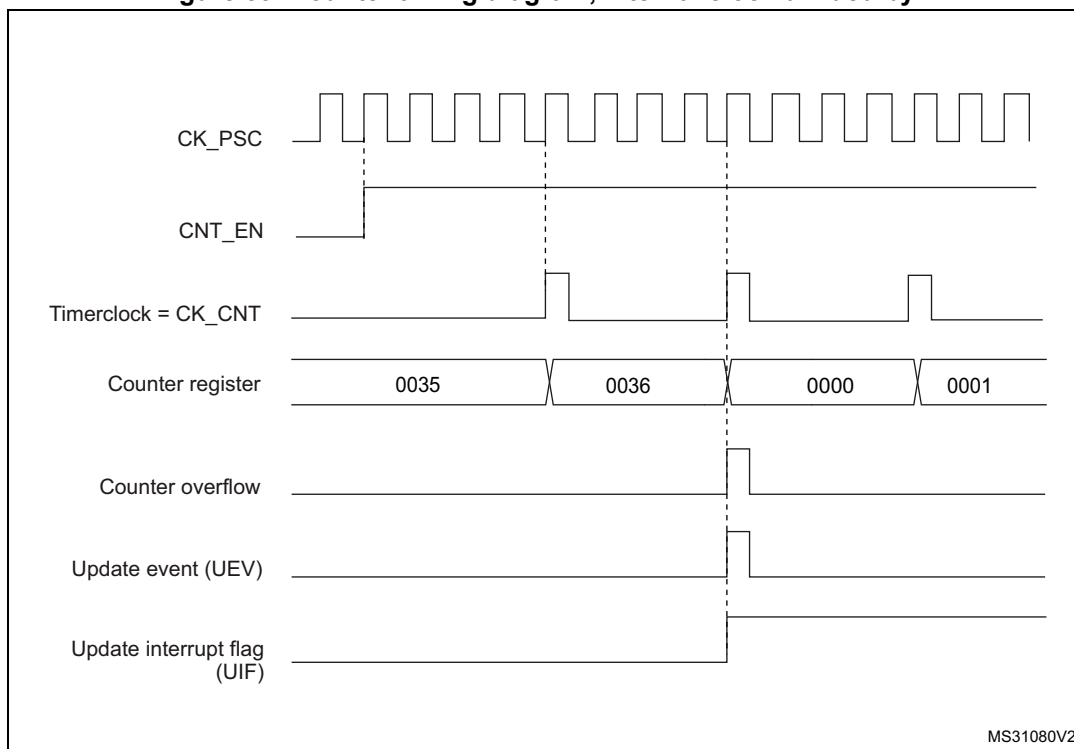 CK_PSC
CNT_EN
Timerclock = CK_CNT
Counter register
0035
0036
0000
0001
Counter overflow
Update event (UEV)
Update interrupt flag
(UIF)
MS31080V2